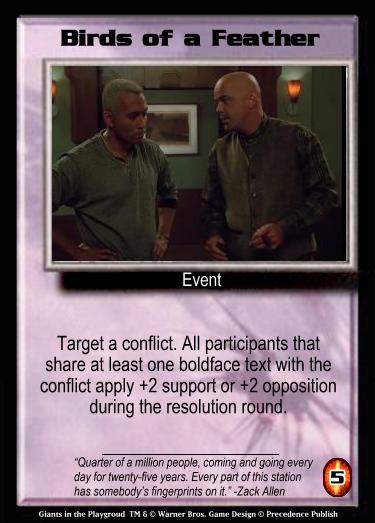 Birds of a Feather
Event
Target a conflict. All participants that
share at least one boldface text with the
conflict apply +2 support or +2 opposition
during the resolution round.
"Quarter of a million people, coming and going every
day for twenty-five years. Every part of this station
has somebody's fingerprints on it." -Zack Allen
5
Giants in the Playgroud TM & © Warner Bros. Game Design © Precedence Publish